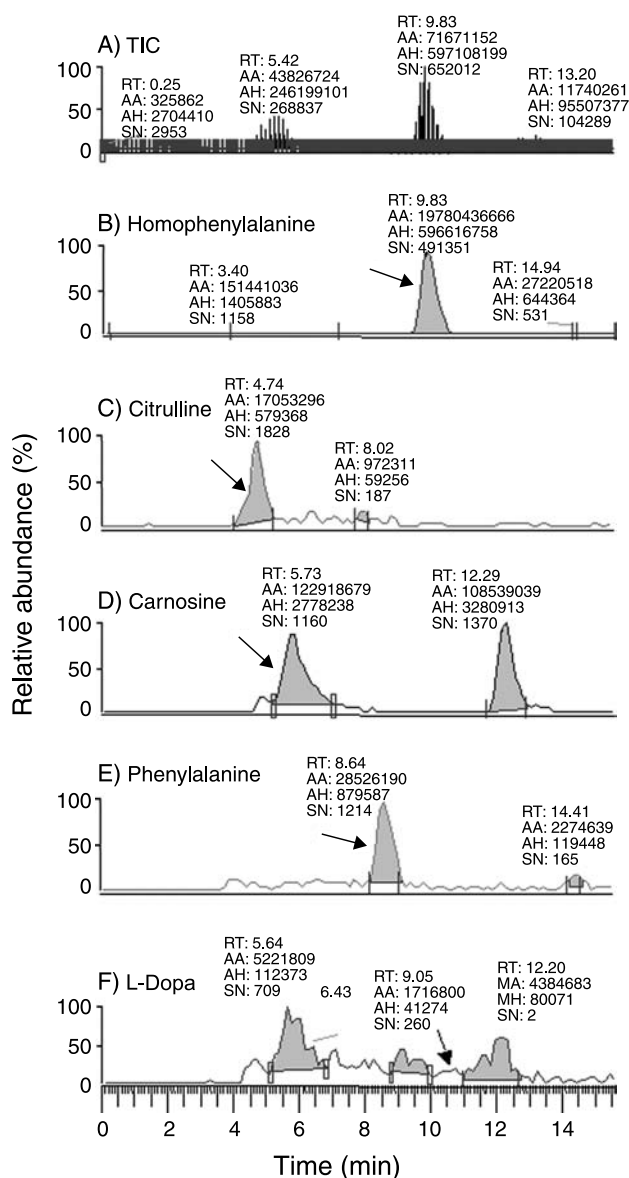 A) TIC
RT: 0.25
AA: 325862
AH: 2704410
SN: 2953
RT: 5.42
AA: 43826724
AH: 246199101
SN: 268837
RT: 9.83
AA: 71671152
AH: 597108199
SN: 652012
RT: 13.20
AA: 11740261
AH: 95507377
SN: 104289
100
50
0
B) Homophenylalanine
RT: 3.40
AA: 151441036
AH: 1405883
SN: 1158
RT: 9.83
AA: 19780436666
AH: 596616758
SN: 491351
RT: 14.94
AA: 27220518
AH: 644364
SN: 531
100
50
0
C) Citrulline
RT: 4.74
AA: 17053296
AH: 579368
SN: 1828
RT: 8.02
AA: 972311
AH: 59256
SN: 187
100
50
0
D) Carnosine
RT: 5.73
AA: 122918679
AH: 2778238
SN: 1160
RT: 12.29
AA: 108539039
AH: 3280913
SN: 1370
100
50
0
E) Phenylalanine
RT: 8.64
AA: 28526190
AH: 879587
SN: 1214
RT: 14.41
AA: 2274639
AH: 119448
SN: 165
100
50
0
F) L-Dopa
RT: 5.64
AA: 5221809
AH: 112373
SN: 709
6.43
RT: 9.05
AA: 1716800
AH: 41274
SN: 260
RT: 12.20
MA: 4384683
MH: 80071
SN: 2
100
50
0
0 2 4 6 8 10 12 14
Time (min)
Relative abundance (%)